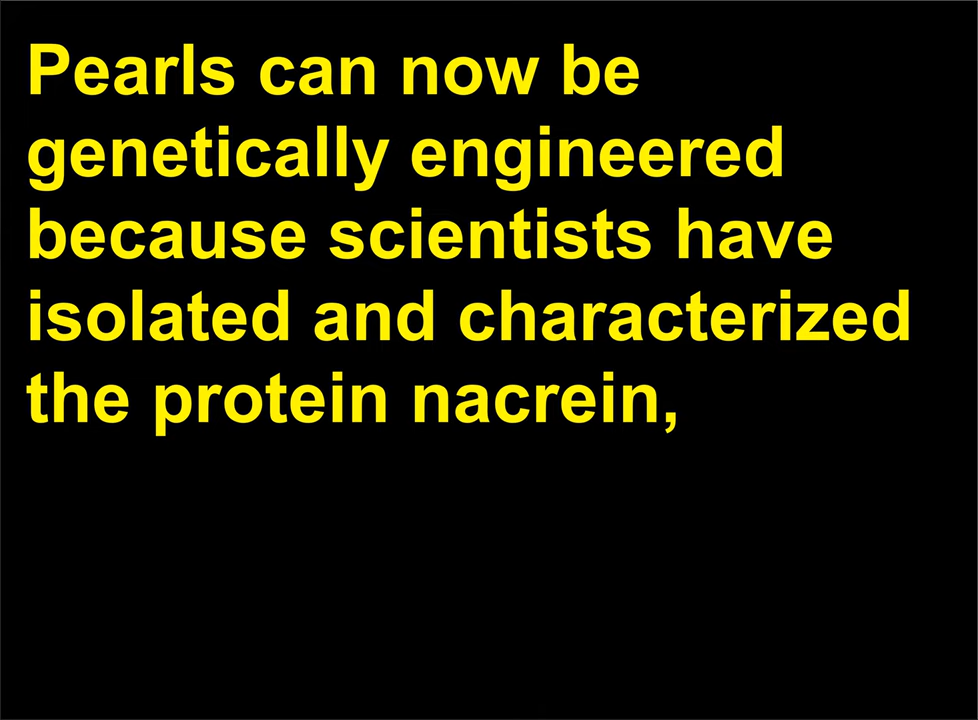 Pearls can now be
genetically engineered
because scientists have
isolated and characterized
the protein nacrein,